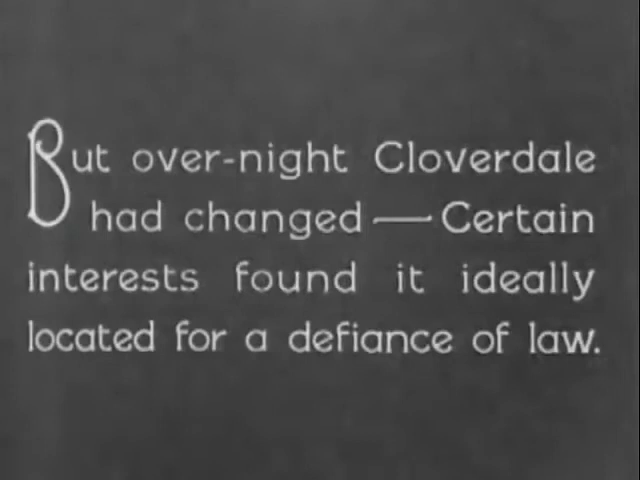 But over-night Cloverdale
had changed — Certain
interests found it ideally
located for a defiance of law.